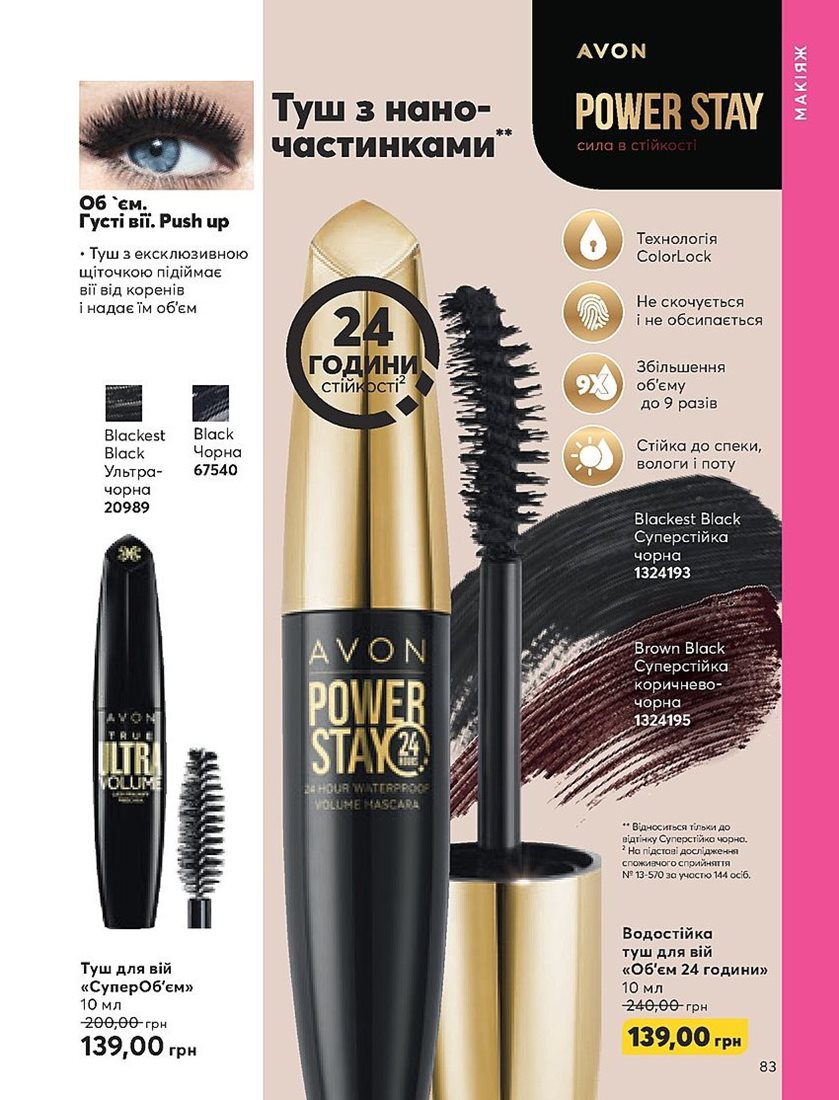 AVON
POWER STAY
сила в стійкості
МАКІЯЖ
Туш з нано-
частинками**
Об `єм.
Густі вії. Push up
• Туш з ексклюзивною
щіточкою підіймає
вії від коренів
і надає їм об’єм
24
ГОДИНИ
СТІЙКОСТІ²
Технологія
ColorLock
Не скочується
і не обсипається
9X
Збільшення
об’єму
до 9 разів
Стійка до спеки,
вологи і поту
Blackest
Black
Ультра-
чорна
20989
Black
Чорна
67540
Blackest Black
Суперстійка
чорна
1324193
Brown Black
Суперстійка
коричнево-
чорна
1324195
AVON
TRUE
ULTRA
VOLUME
AVON
POWER
STAY
24
HOURS
24 HOUR WATERPROOF
VOLUME MASCARA
** Відноситься тільки до
відтінку Суперстійка чорна.
² На підставі дослідження
споживчого сприйняття
№ 13-570 за участю 144 осіб.
Туш для вій
«СуперОб’єм»
10 мл
200,00 грн
139,00 грн
Водостійка
туш для вій
«Об’єм 24 години»
10 мл
240,00 грн
139,00 грн
83